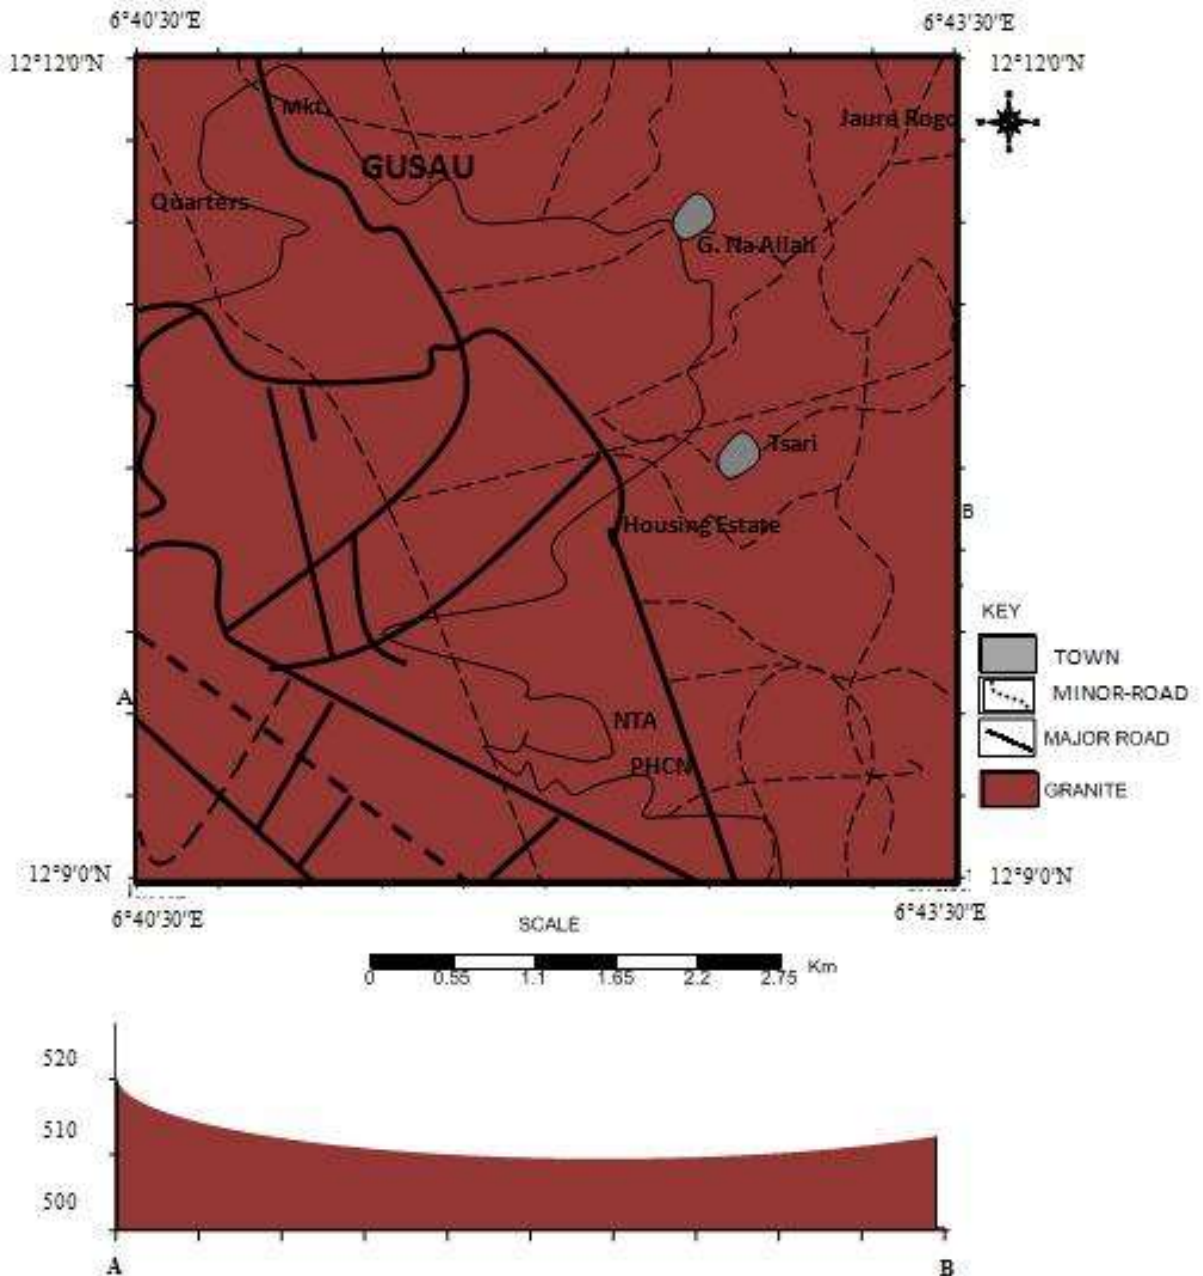 6°40'30"E
6°43'30"E
12°12'0"N
12°12'0"N
Mkt.
Jaura Rogo
GUSAU
Quarters
G. Na-Allah
Tsari
Housing Estate
B
KEY
TOWN
A
MINOR-ROAD
NTA
MAJOR ROAD
PHCN
GRANITE
12°9'0"N
12°9'0"N
6°40'30"E
6°43'30"E
SCALE
0 0.55 1.1 1.65 2.2 2.75 Km
520
510
500
A
B